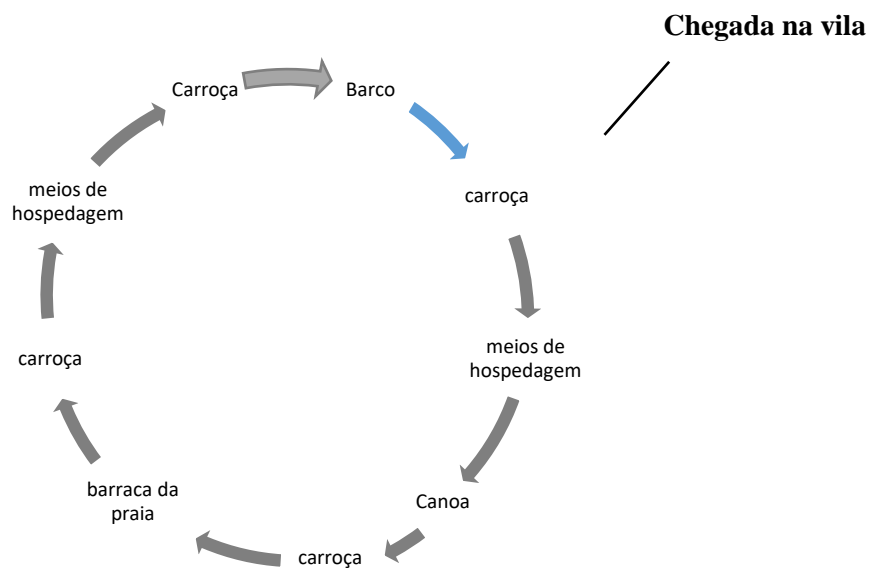 Chegada na vila
Carroça
Barco
carroça
meios de
hospedagem
Canoa
carroça
barraca da
praia
carroça
meios de
hospedagem